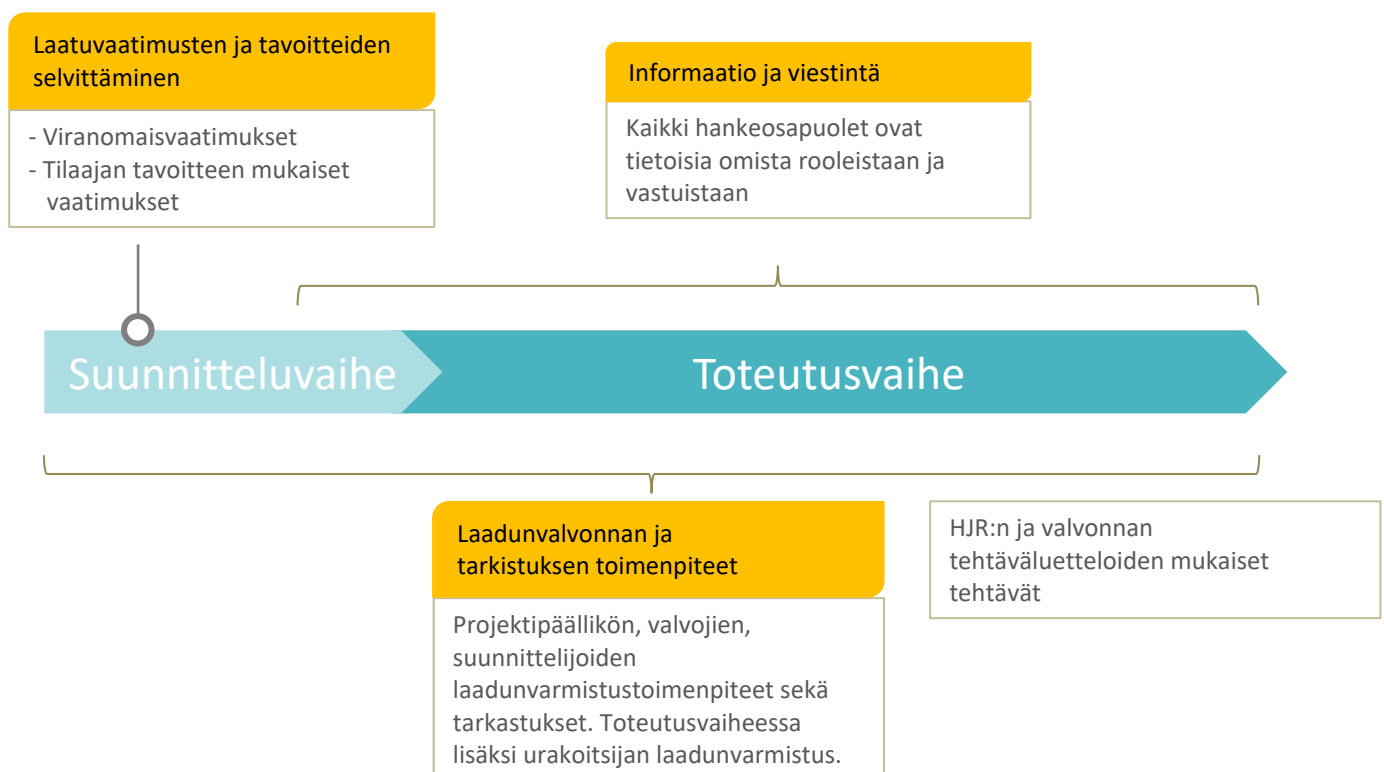 Laatuvaatimusten ja tavoitteiden
selvittäminen
- Viranomaisvaatimukset
- Tilaajan tavoitteen mukaiset
vaatimukset
Informaatio ja viestintä
Kaikki hankeosapuolet ovat
tietoisia omista rooleistaan ja
vastuistaan
Suunnitteluvaihe
Toteutusvaihe
Laadunvalvonnan ja
tarkistuksen toimenpiteet
Projektipäällikön, valvojien,
suunnittelijoiden
laadunvarmistustoimenpiteet sekä
tarkastukset. Toteutusvaiheessa
lisäksi urakoitsijan laadunvarmistus.
HJR:n ja valvonnan
tehtäväluetteloiden mukaiset
tehtävät